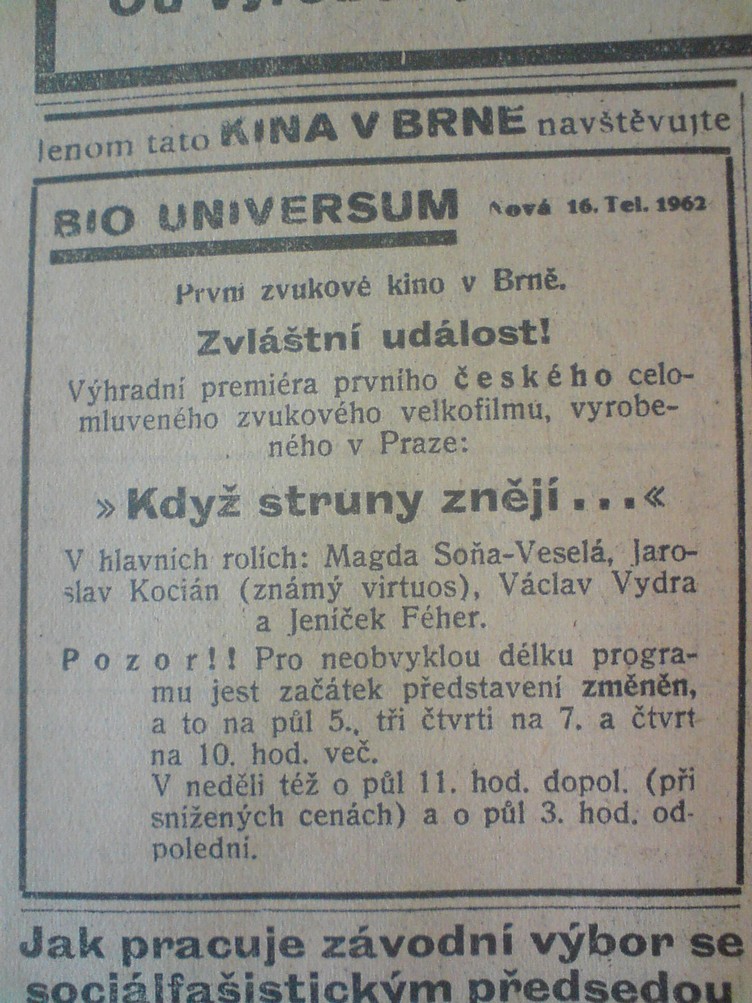 Jenom tato KINA V BRNĚ navštěvujte
BIO UNIVERSUM Nová 16. Tel. 1962
První zvukové kino v Brně.
Zvláštní událost!
Výhradní premiéra prvního českého celo-
mluveného zvukového velkofilmu, vyrobe-
ného v Praze:
»Když struny znějí...«
V hlavních rolích: Magda Soňa-Veselá, Jaro-
slav Kocián (známý virtuos), Václav Vydra
a Jeníček Féher.
Pozor!! Pro neobvyklou délku progra-
mu jest začátek představení změněn,
a to na půl 5., tři čtvrti na 7. a čtvrt
na 10. hod. več.
V neděli též o půl 11. hod. dopol. (při
snížených cenách) a o půl 3. hod. od-
polední.
Jak pracuje závodní výbor se
sociálfašistickým předsedou